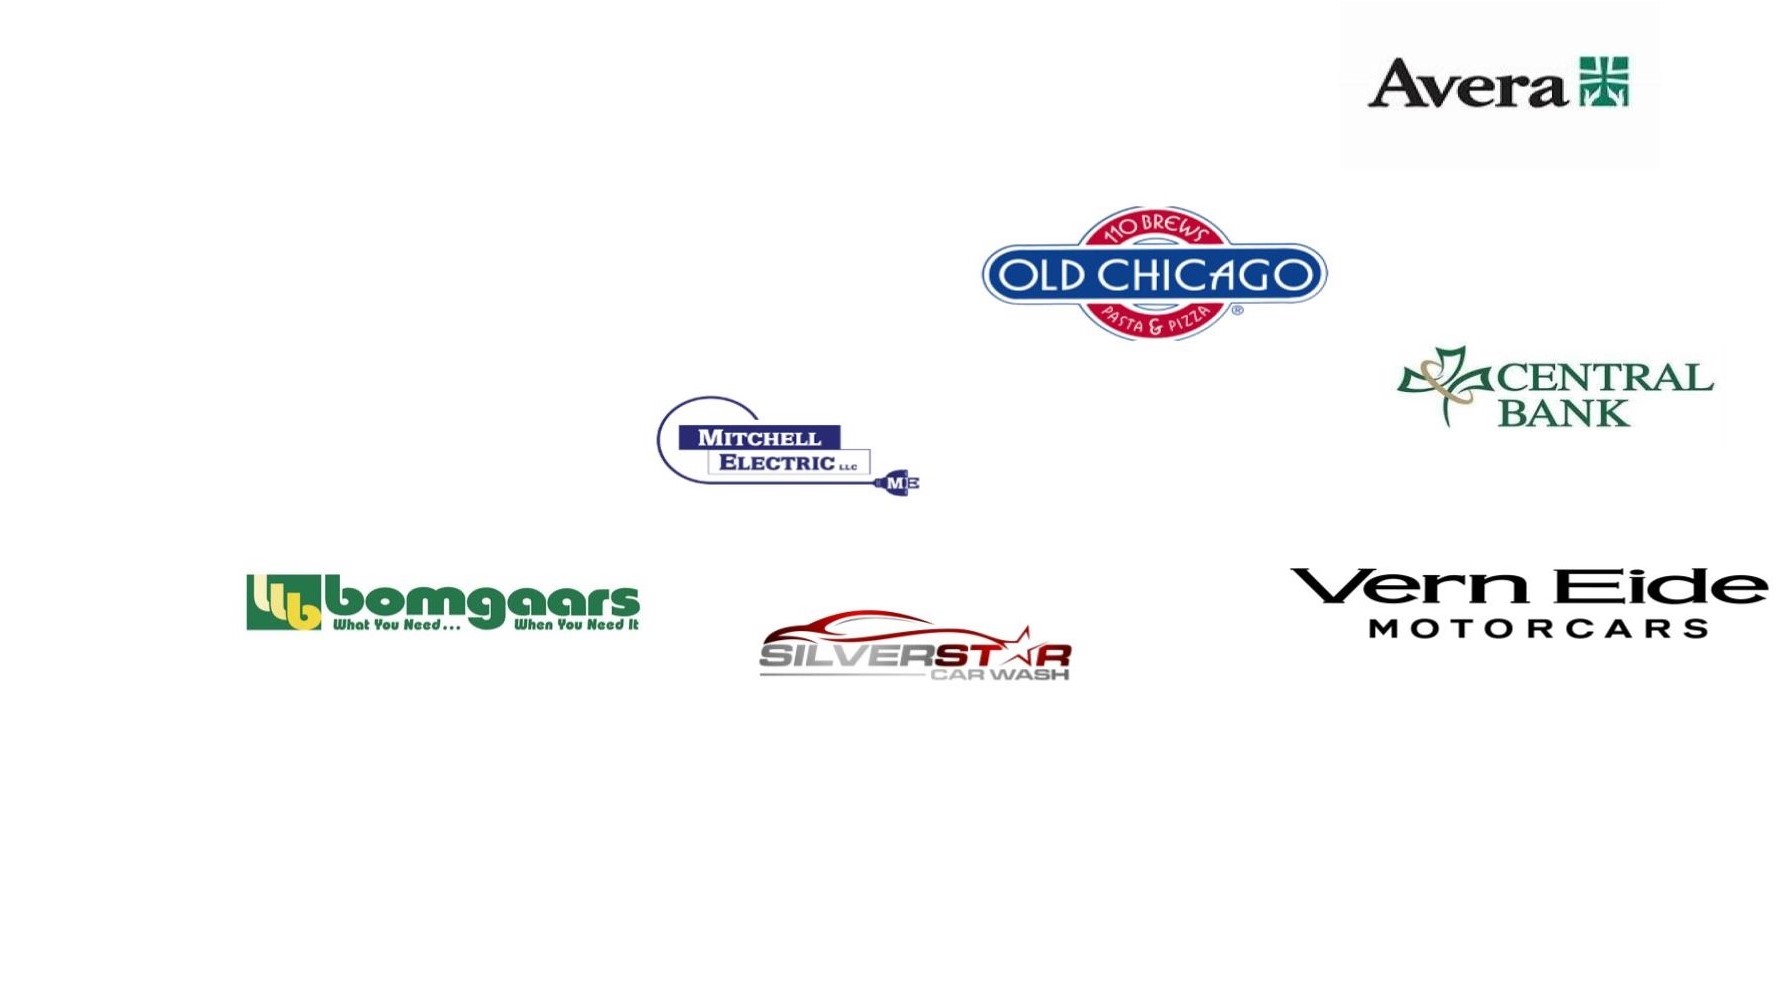 Avera
110 BREWS
OLD CHICAGO
PASTA & PIZZA
®
CENTRAL
BANK
MITCHELL
ELECTRIC LLC
ME
bomgaars
What You Need... When You Need It
SILVERSTAR
CAR WASH
Vern Eide
MOTORCARS